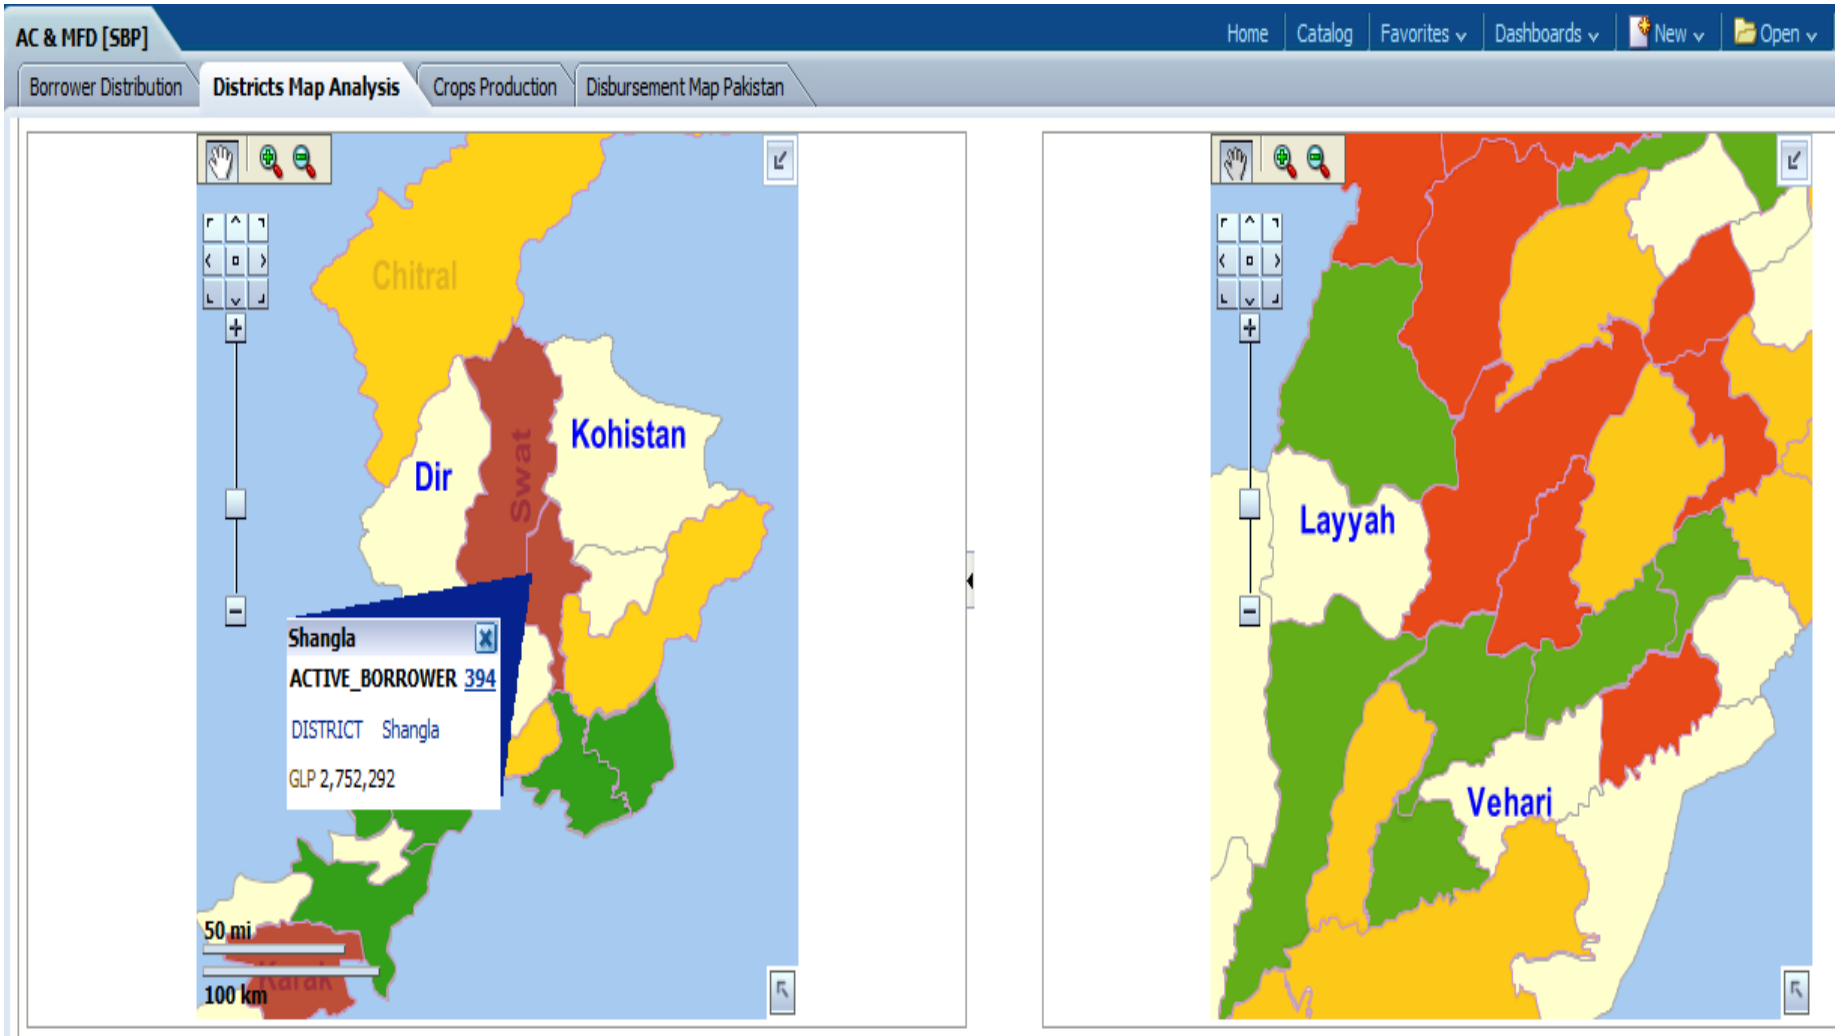 AC & MFD [SBP]
Home Catalog Favorites Dashboards New Open
Borrower Distribution Districts Map Analysis Crops Production Disbursement Map Pakistan
Chitral
Kohistan
Dir
Swat
Shangla
ACTIVE_BORROWER 394
DISTRICT Shangla
GLP 2,752,292
50 mi
Karak
100 km
Layyah
Vehari